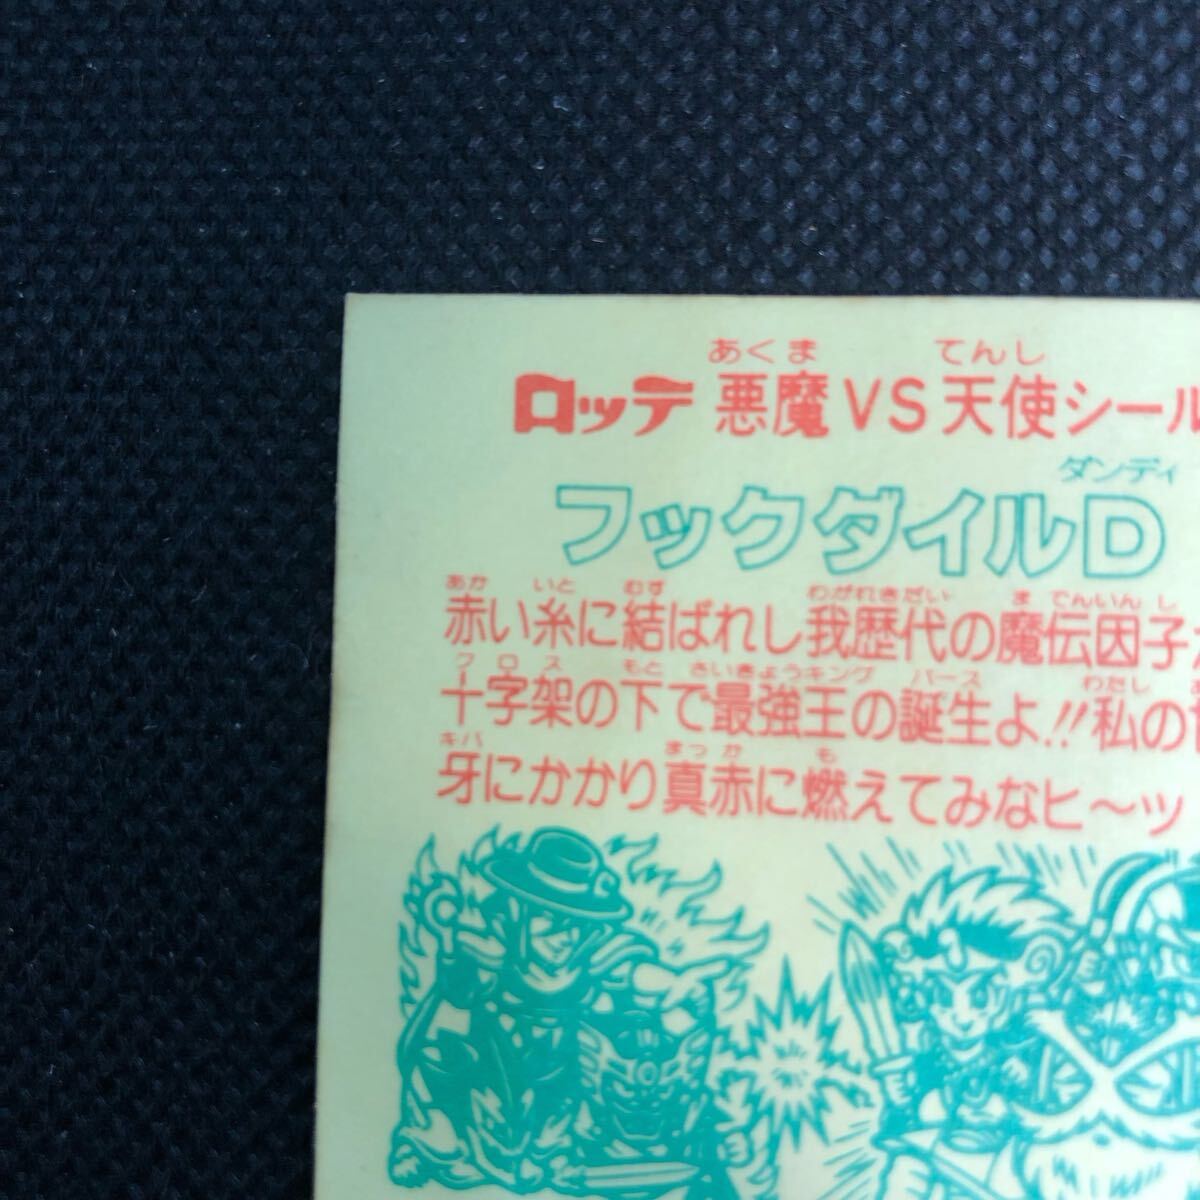 あくま てんし
ロッテ 悪魔VS天使シール
ダンディ
フックダイルD
あか いと むす わがれきだい ま でんいんし
赤い糸に結ばれし我歴代の魔伝因子
クロス もと さいきょうキング バース わたし
十字架の下で最強王の誕生よ!!私の
キバ まっか も
牙にかかり真赤に燃えてみなヒ〜ッ